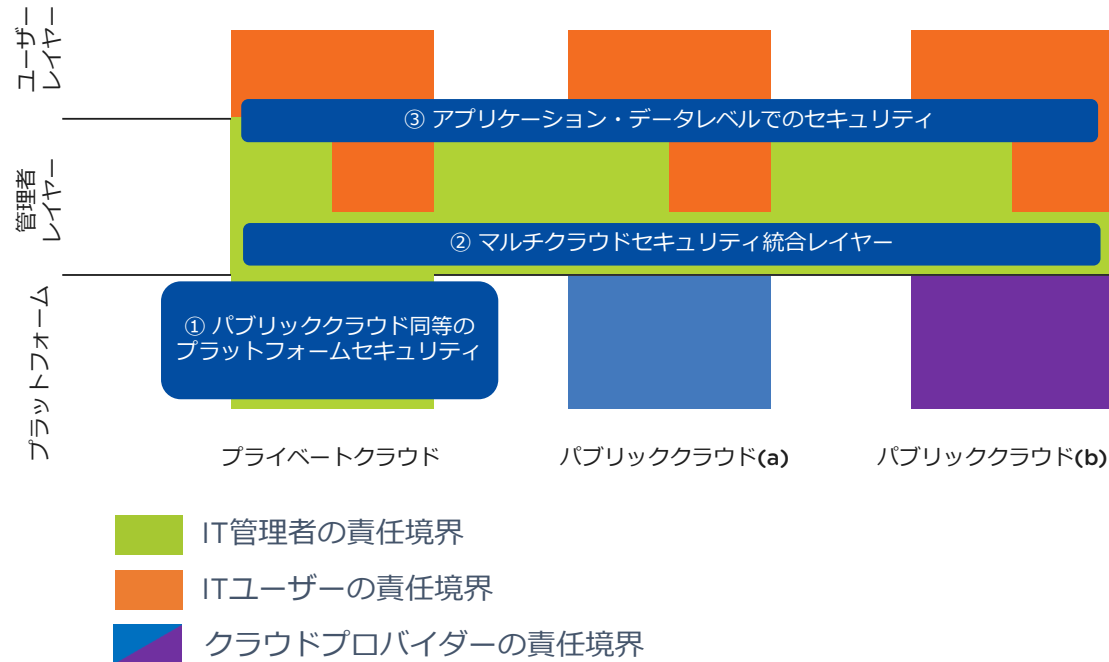 ユーザー
レイヤー
③ アプリケーション・データレベルでのセキュリティ
管理者
レイヤー
② マルチクラウドセキュリティ統合レイヤー
プラットフォーム
① パブリッククラウド同等の
プラットフォームセキュリティ
プライベートクラウド
パブリッククラウド(a)
パブリッククラウド(b)
IT管理者の責任境界
ITユーザーの責任境界
クラウドプロバイダーの責任境界